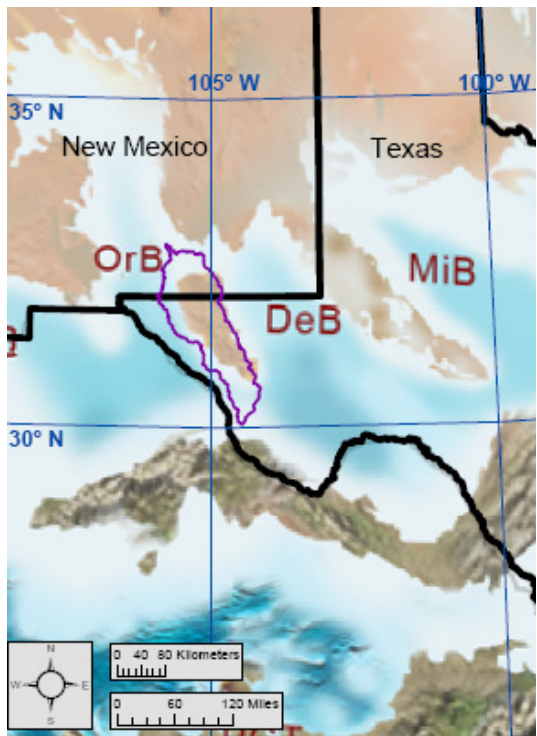 105° W
100° W
35° N
New Mexico
Texas
OrB
MiB
DeB
30° N
N
W E
S
0 40 80 Kilometers
0 60 120 Miles